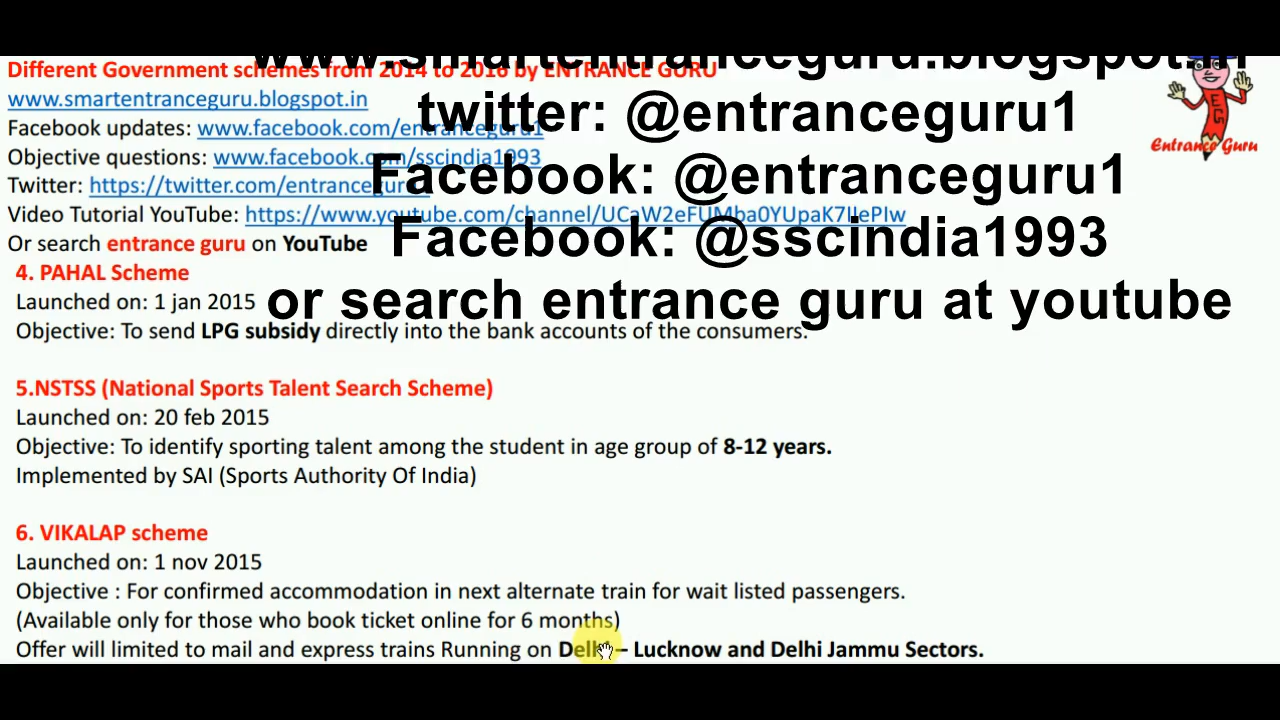 www.smartentranceguru.blogspot.in
Different Government schemes from 2014 to 2016 by ENTRANCE GURU
www.smartentranceguru.blogspot.in
twitter: @entranceguru1
Facebook updates: www.facebook.com/entranceguru1
Objective questions: www.facebook.com/sscindia1993
Facebook: @entranceguru1
Entrance Guru
Twitter: https://twitter.com/entranceguru1
Video Tutorial YouTube: https://www.youtube.com/channel/
Or search entrance guru on YouTube
Facebook: @sscindia1993
4. PAHAL Scheme
Launched on: 1 jan 2015
or search entrance guru at youtube
Objective: To send LPG subsidy directly into the bank accounts of the consumers.
5.NSTSS (National Sports Talent Search Scheme)
Launched on: 20 feb 2015
Objective: To identify sporting talent among the student in age group of 8-12 years.
Implemented by SAI (Sports Authority Of India)
6. VIKALAP scheme
Launched on: 1 nov 2015
Objective : For confirmed accommodation in next alternate train for wait listed passengers.
(Available only for those who book ticket online for 6 months)
Offer will limited to mail and express trains Running on Delhi – Lucknow and Delhi Jammu Sectors.